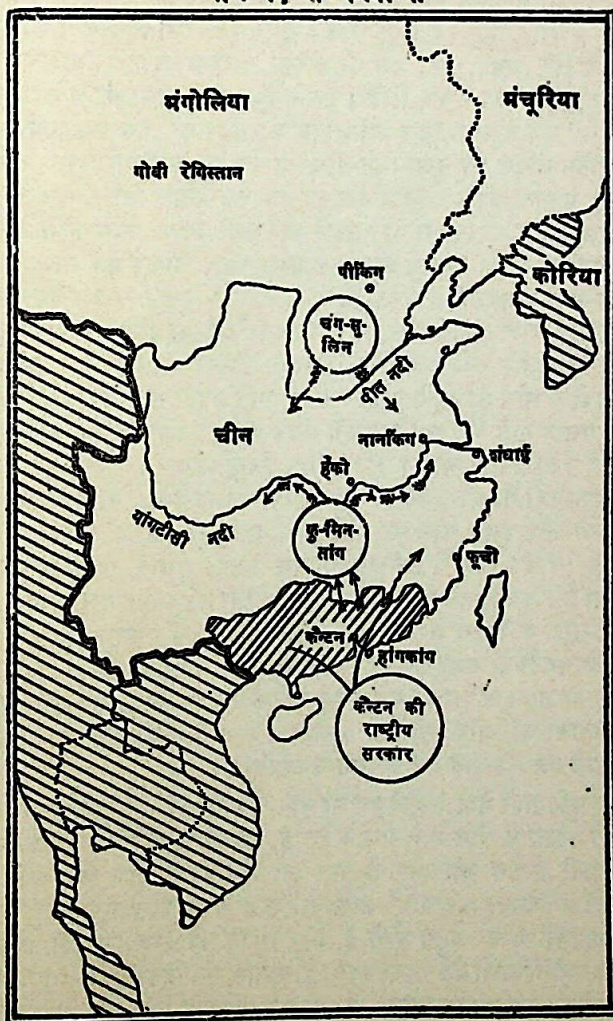 मंगोलिया
मंचूरिया
गोबी रेगिस्तान
पीकिंग
कोरिया
चंग-सु-
लिन
पीत नदी
चीन
नानकिंग
शंघाई
हैंको
यांगटीसी नदी
कु-मिन-
तांग
फूची
कैन्टन
हांगकांग
कैन्टन की
राष्ट्रीय
सरकार